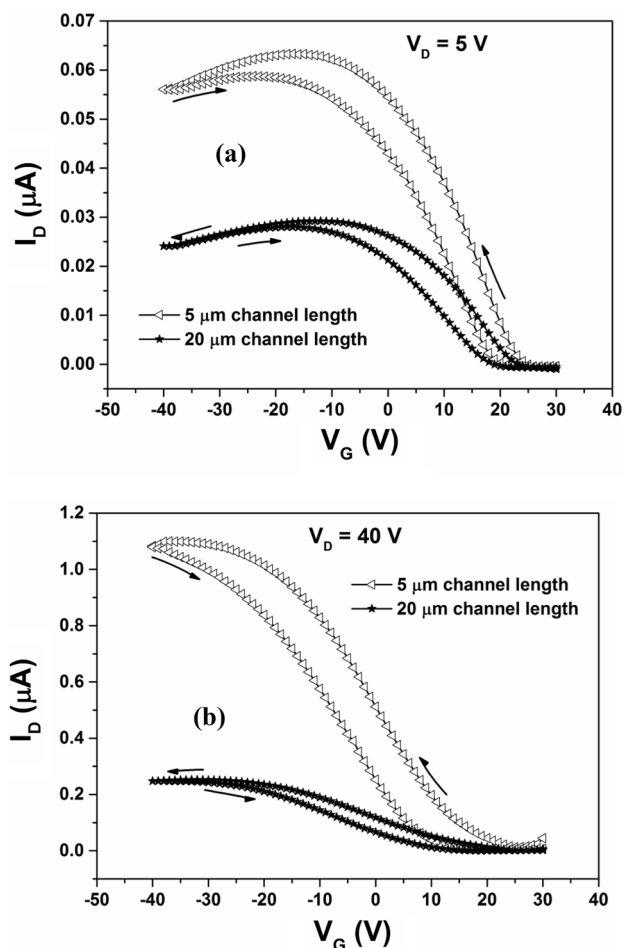 0.07
0.06
0.05
0.04
0.03
0.02
0.01
0.00
I_D (μA)
V_D = 5 V
(a)
5 μm channel length
20 μm channel length
-50 -40 -30 -20 -10 0 10 20 30 40
V_G (V)
1.2
1.0
0.8
0.6
0.4
0.2
0.0
I_D (μA)
V_D = 40 V
5 μm channel length
20 μm channel length
(b)
-50 -40 -30 -20 -10 0 10 20 30 40
V_G (V)